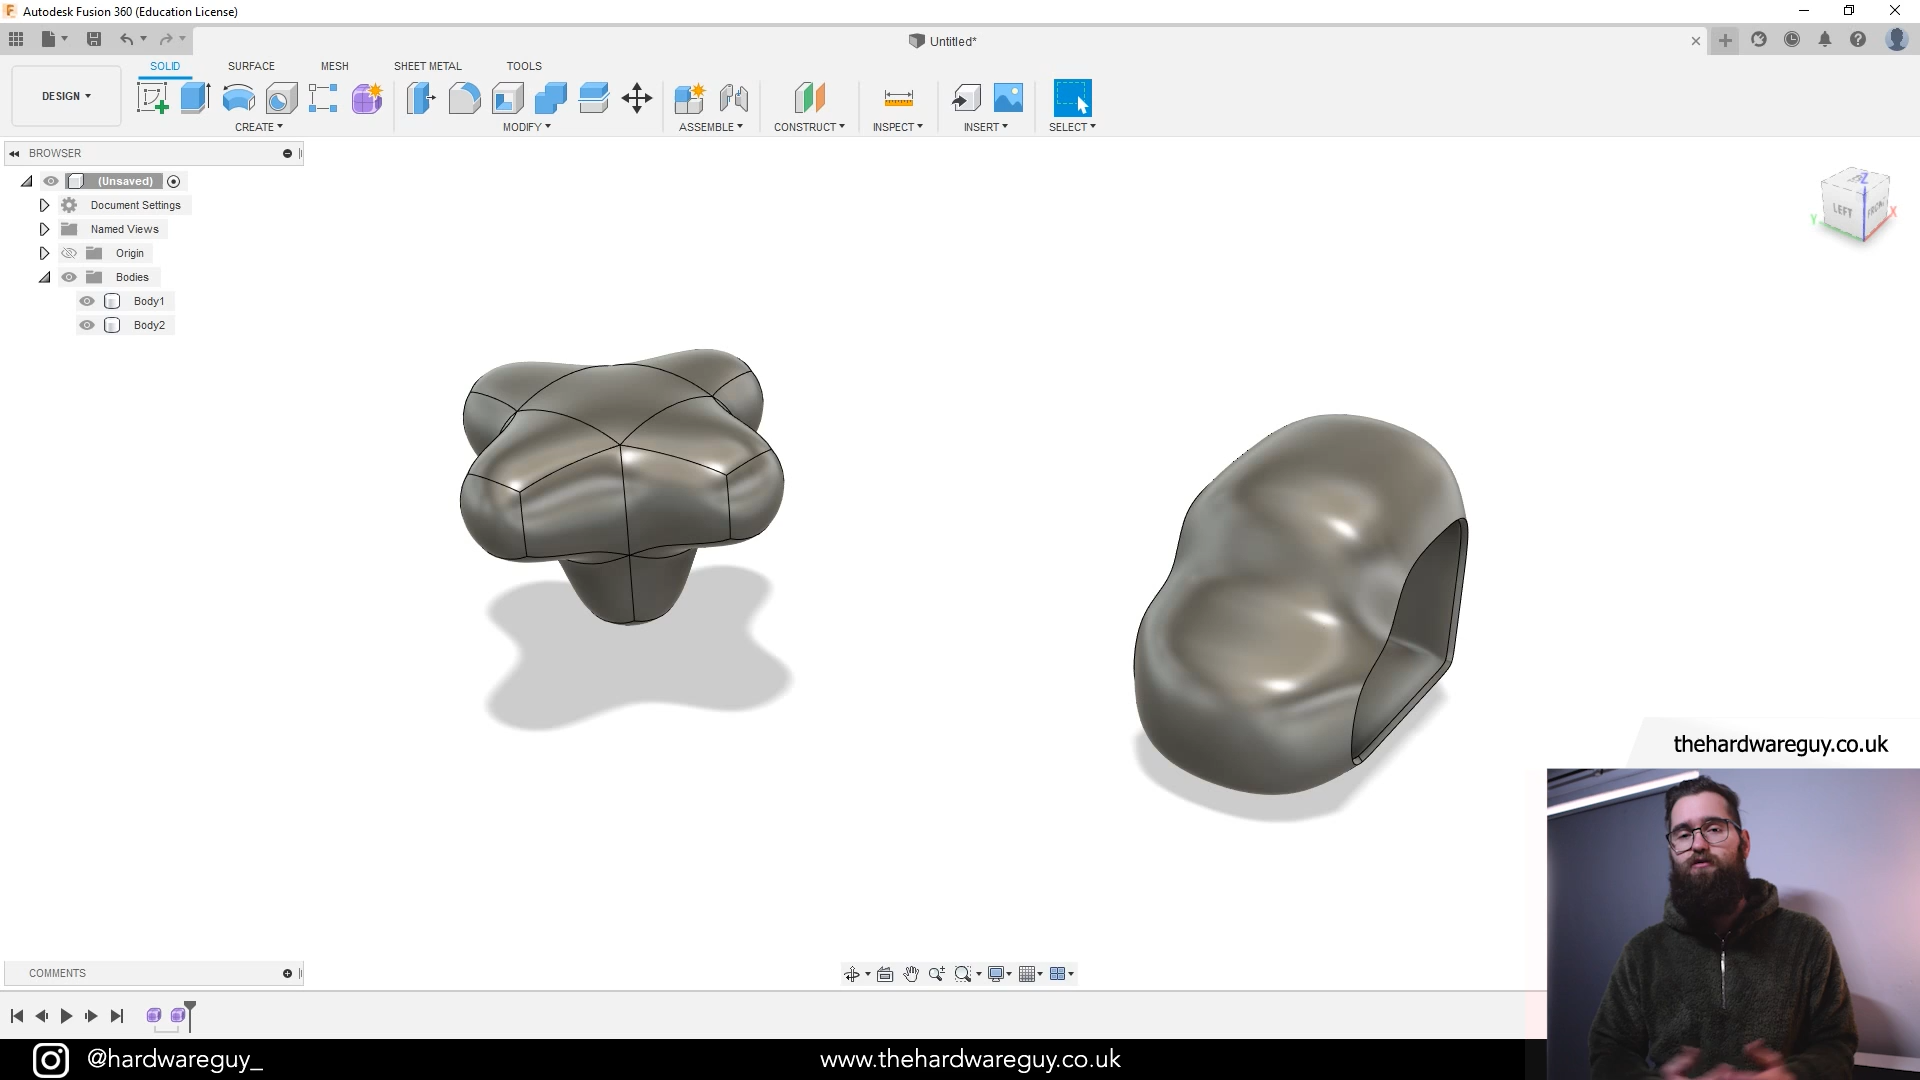 Autodesk Fusion 360 (Education License)
Untitled*
SOLID
SURFACE
MESH
SHEET METAL
TOOLS
DESIGN
CREATE
MODIFY
ASSEMBLE
CONSTRUCT
INSPECT
INSERT
SELECT
BROWSER
(Unsaved)
Document Settings
Named Views
Origin
Bodies
Body1
Body2
Z
LEFT
FRONT
Y
X
thehardwareguy.co.uk
COMMENTS
@hardwareguy_
www.thehardwareguy.co.uk